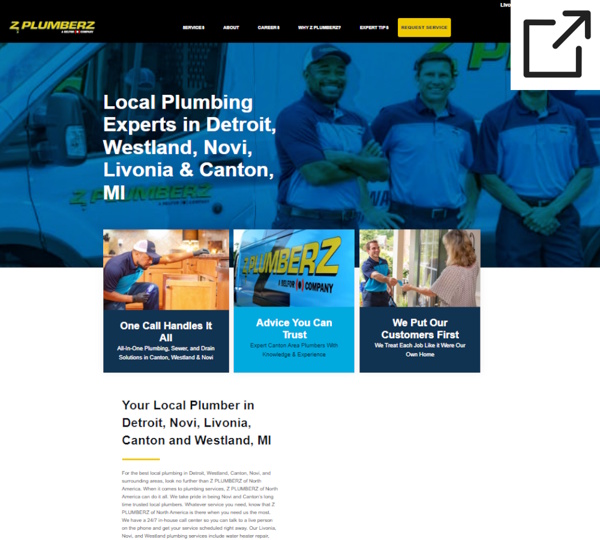 Livo
Z PLUMBERZ
A BELFOR COMPANY
SERVICES ABOUT CAREERS WHY Z PLUMBERZ? EXPERT TIPS REQUEST SERVICE
Local Plumbing
Experts in Detroit,
Westland, Novi,
Livonia & Canton,
MI
Z PLUMBERZ
A BELFOR COMPANY
Z PLUMBERZ
A BELFOR COMPANY
One Call Handles It
All
All-In-One Plumbing, Sewer, and Drain
Solutions in Canton, Westland & Novi
Advice You Can
Trust
Expert Canton Area Plumbers With
Knowledge & Experience
We Put Our
Customers First
We Treat Each Job Like it Were Our
Own Home
Your Local Plumber in
Detroit, Novi, Livonia,
Canton and Westland, MI
For the best local plumbing in Detroit, Westland, Canton, Novi, and
surrounding areas, look no further than Z PLUMBERZ of North
America. When it comes to plumbing services, Z PLUMBERZ of North
America can do it all. We take pride in being Novi and Canton's long
time trusted local plumbers. Whatever service you need, know that Z
PLUMBERZ of North America is there when you need us the most.
We have a 24/7 in-house call center so you can talk to a live person
on the phone and get your service scheduled right away. Our Livonia,
Novi, and Westland plumbing services include water heater repair,